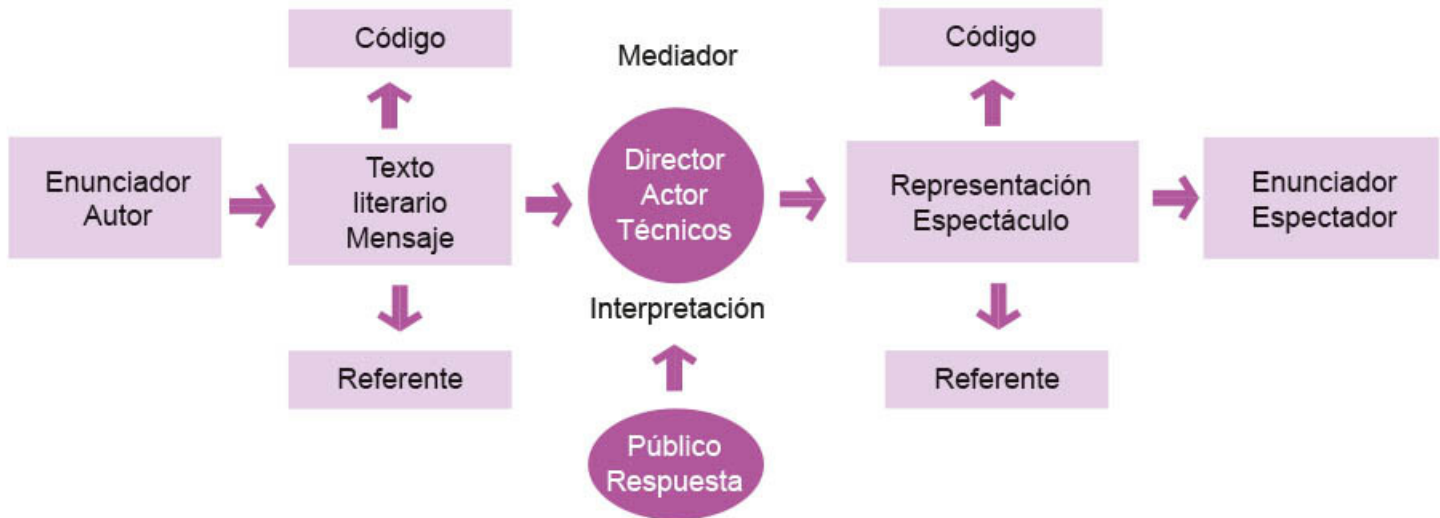 Código
Mediador
Código
Enunciador
Autor
Texto
literario
Mensaje
Director
Actor
Técnicos
Representación
Espectáculo
Enunciador
Espectador
Interpretación
Referente
Referente
Público
Respuesta